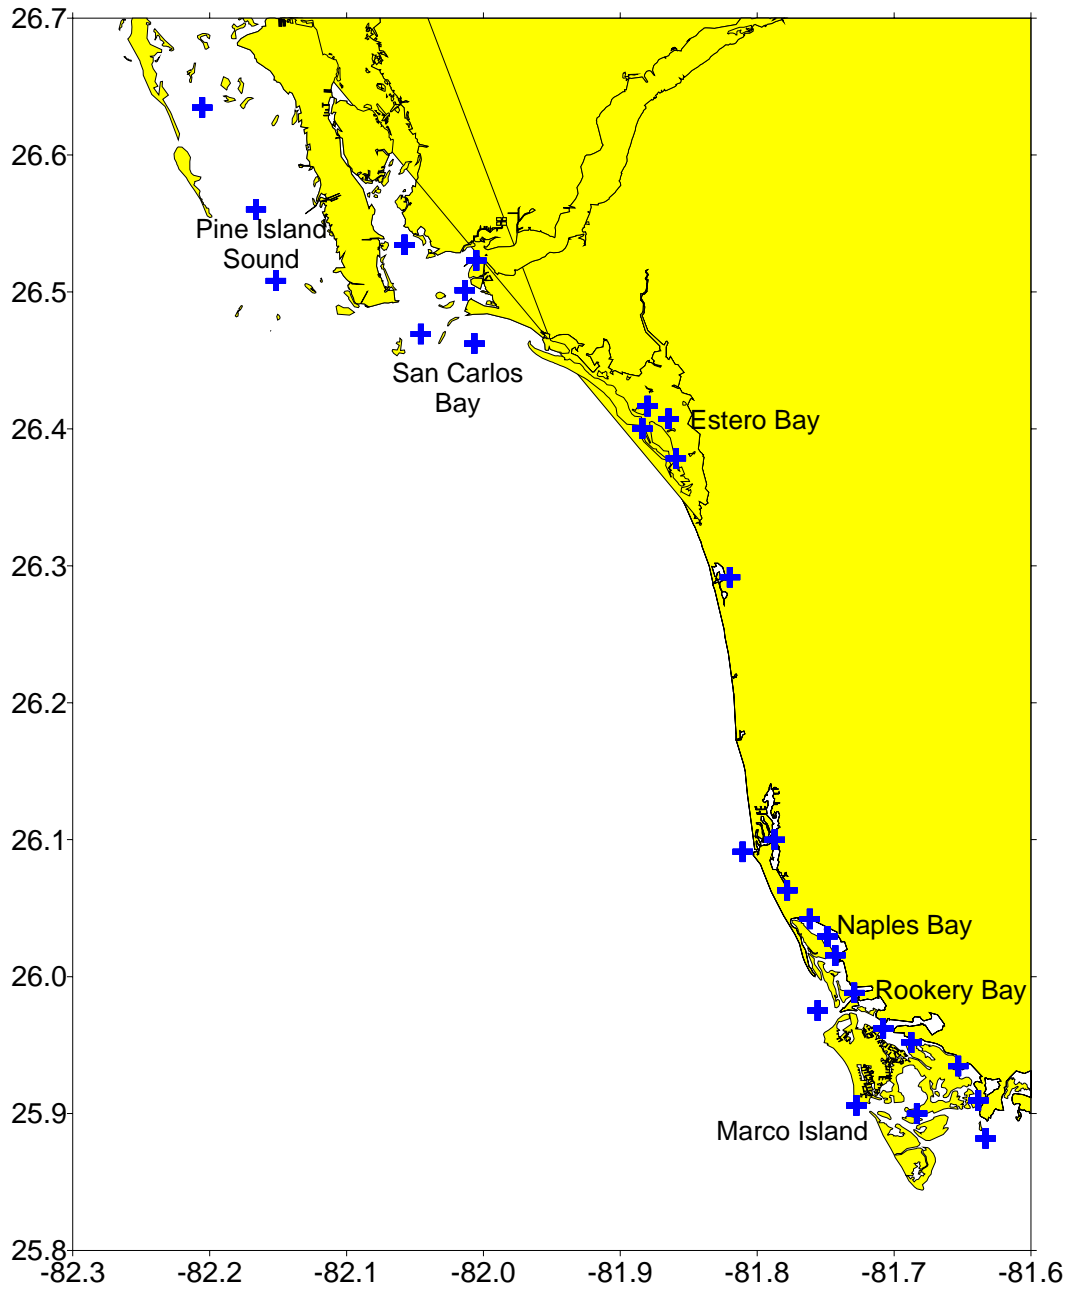 26.7
26.6
Pine Island
Sound
26.5
San Carlos
Bay
26.4
Estero Bay
26.3
26.2
26.1
Naples Bay
26.0
Rookery Bay
25.9
Marco Island
25.8
-82.3 -82.2 -82.1 -82.0 -81.9 -81.8 -81.7 -81.6